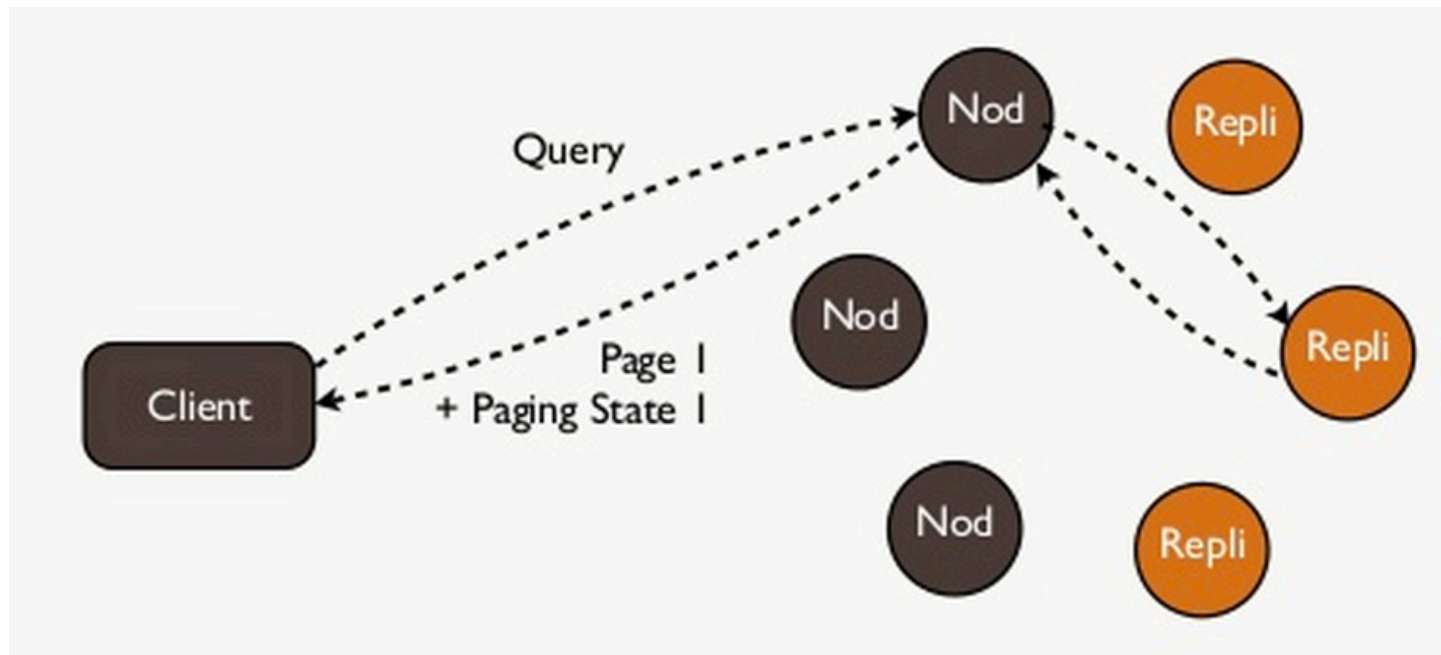 Nod
Repli
Query
Nod
Repli
Page 1
+ Paging State 1
Client
Nod
Repli